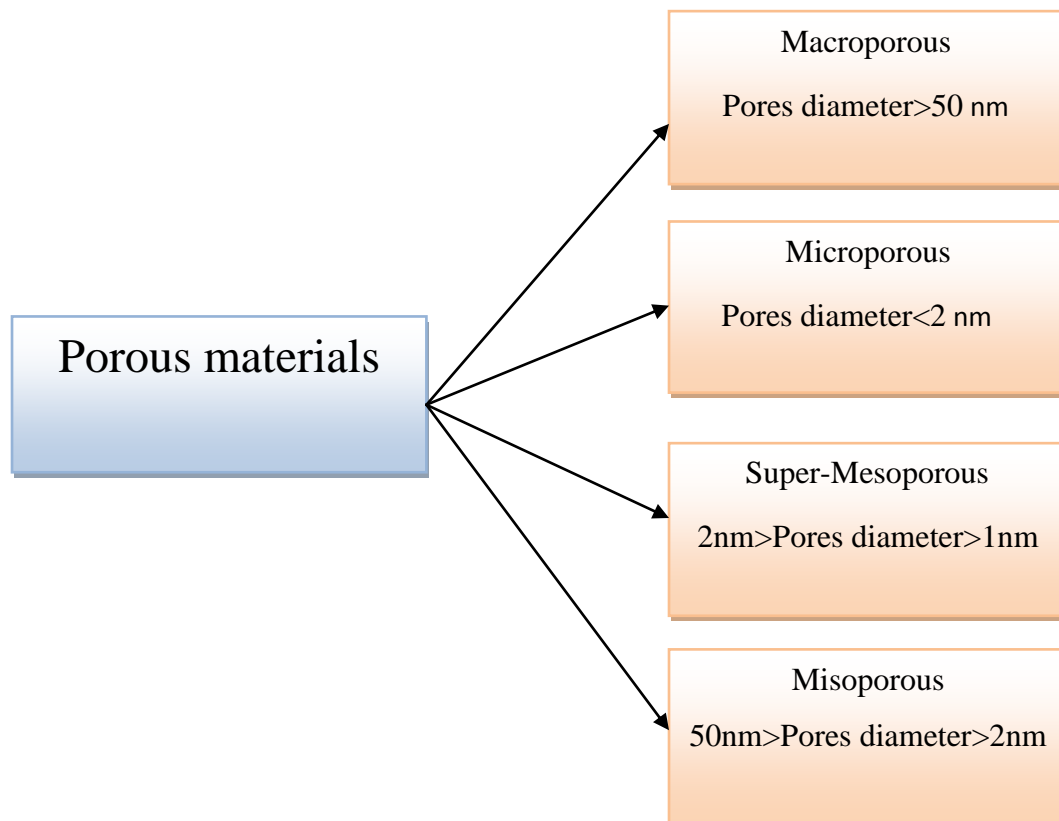 Porous materials
Macroporous
Pores diameter>50 nm
Microporous
Pores diameter<2 nm
Super-Mesoporous
2nm>Pores diameter>1nm
Misoporous
50nm>Pores diameter>2nm